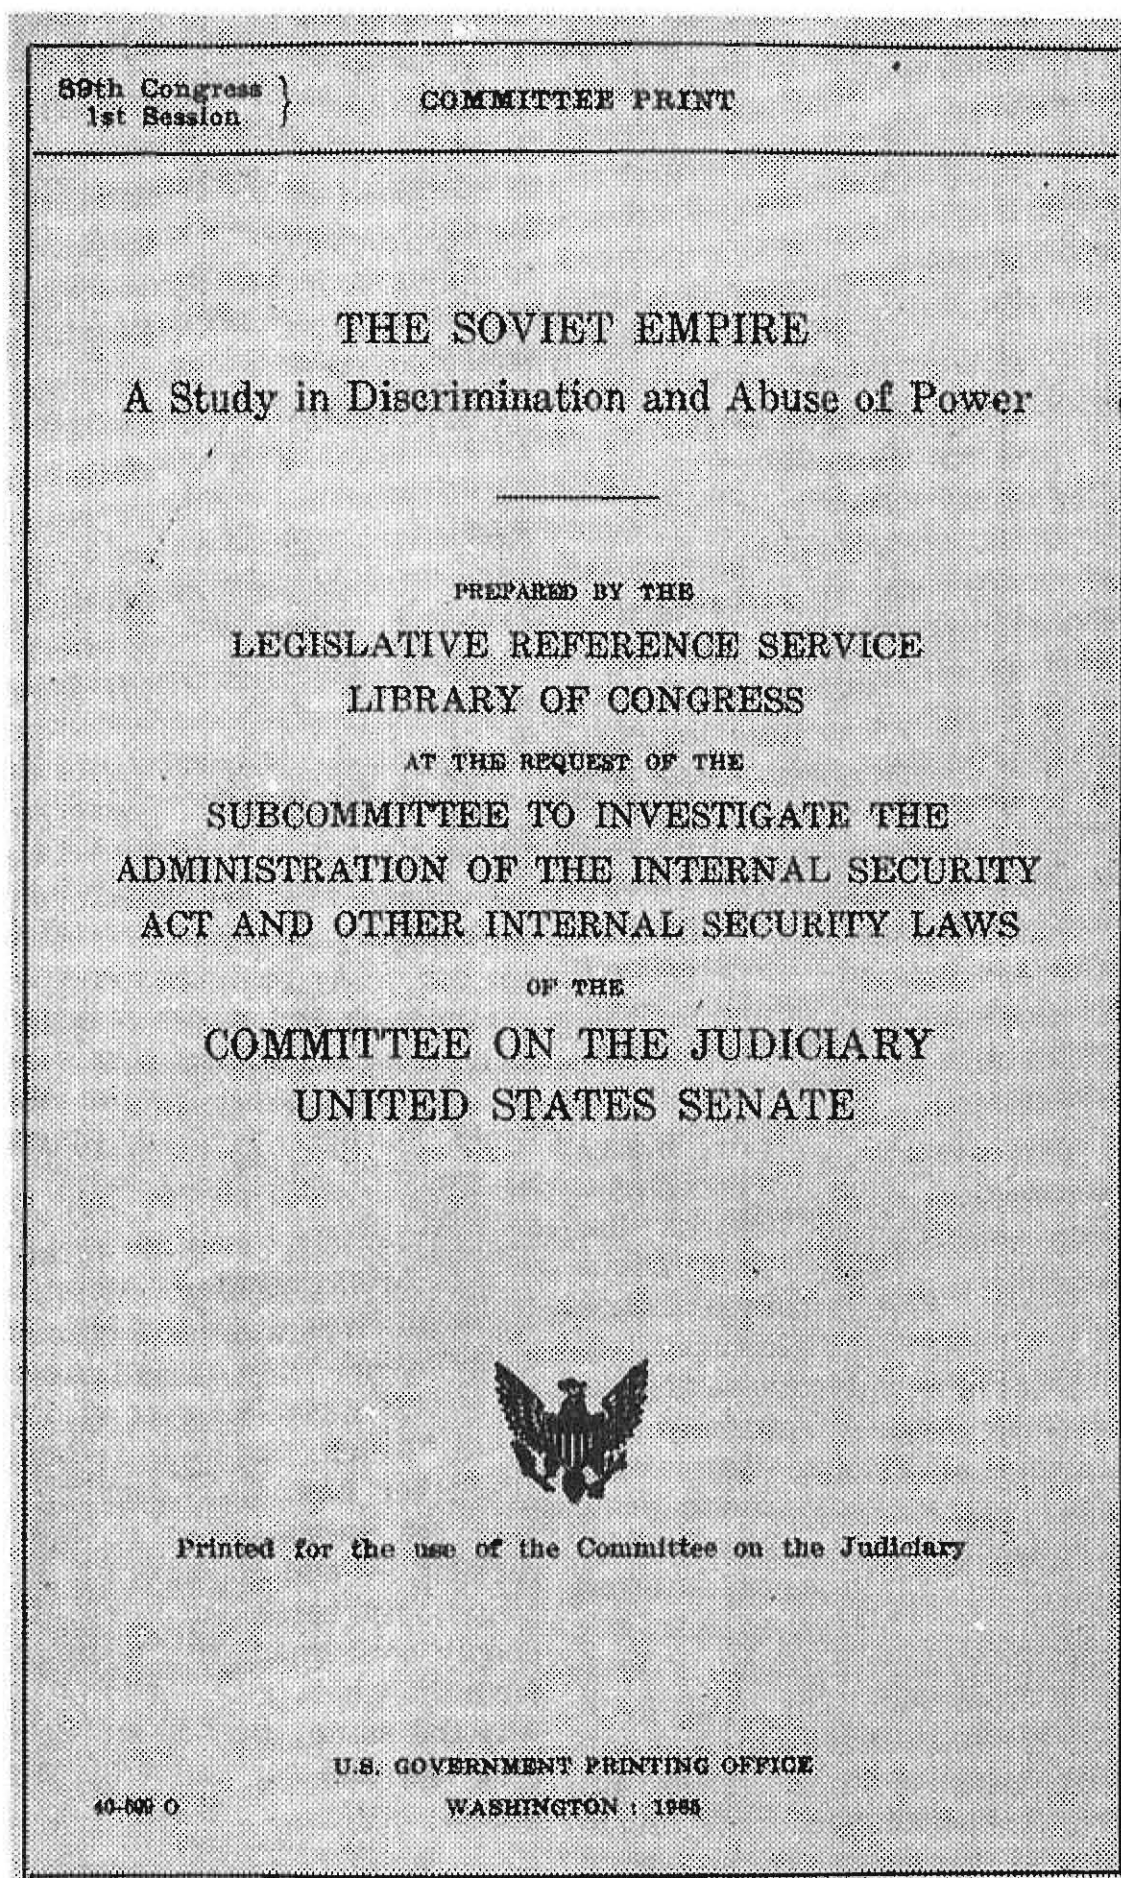 89th Congress
1st Session
COMMITTEE PRINT
THE SOVIET EMPIRE
A Study in Discrimination and Abuse of Power
PREPARED BY THE
LEGISLATIVE REFERENCE SERVICE
LIBRARY OF CONGRESS
AT THE REQUEST OF THE
SUBCOMMITTEE TO INVESTIGATE THE
ADMINISTRATION OF THE INTERNAL SECURITY
ACT AND OTHER INTERNAL SECURITY LAWS
OF THE
COMMITTEE ON THE JUDICIARY
UNITED STATES SENATE
Printed for the use of the Committee on the Judiciary
U.S. GOVERNMENT PRINTING OFFICE
WASHINGTON : 1965